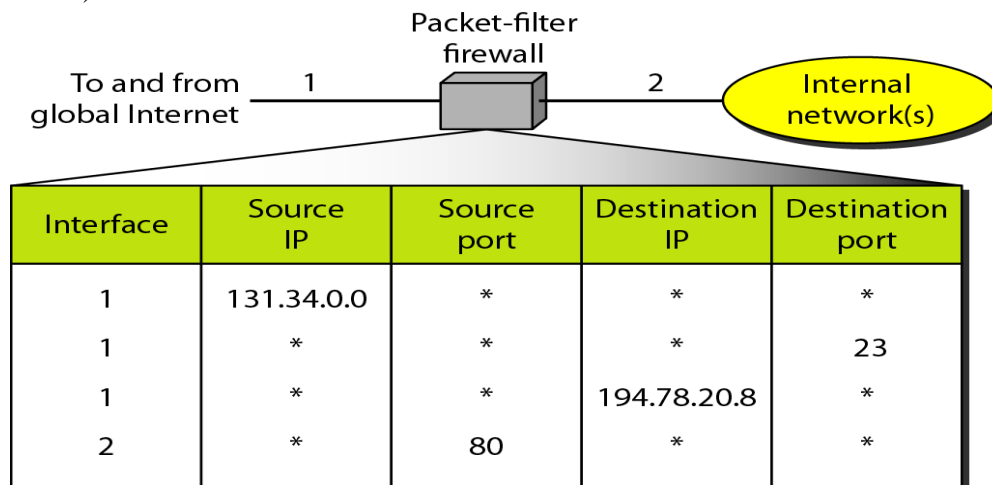 Packet-filter
firewall
To and from
global Internet
1
2
Internal
network(s)
Interface Source IP Source port Destination IP Destination port
1 131.34.0.0 * * *
1 * * * 23
1 * * 194.78.20.8 *
2 * 80 * *